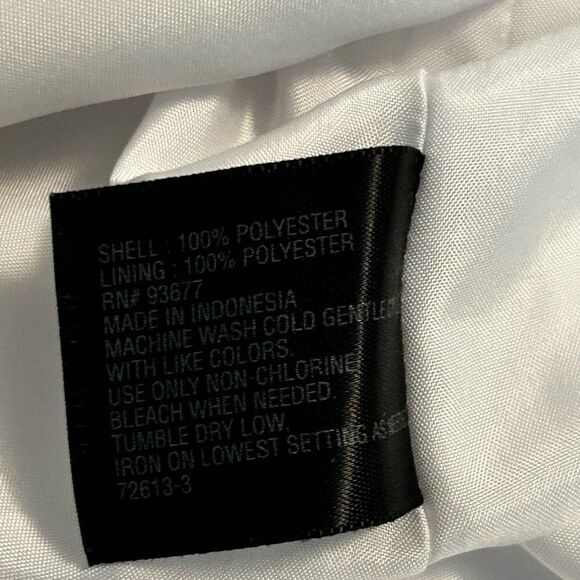 SHELL : 100% POLYESTER
LINING : 100% POLYESTER
RN# 93677
MADE IN INDONESIA
MACHINE WASH COLD GENTLE
WITH LIKE COLORS.
USE ONLY NON-CHLORINE
BLEACH WHEN NEEDED.
TUMBLE DRY LOW.
IRON ON LOWEST SETTING AS
72613-3